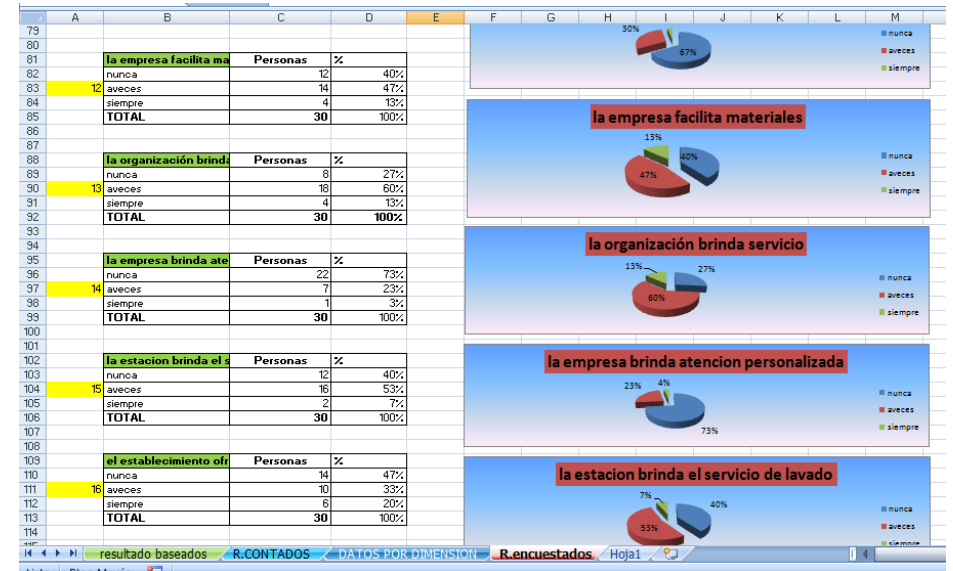 A B C D E F G H I J K L M
79
80
81 la empresa facilita ma Personas %
82 nunca 12 40%
83 12 aveces 14 47%
84 siempre 4 13%
85 TOTAL 30 100%
86
87
88 la organización brinda Personas %
89 nunca 8 27%
90 13 aveces 18 60%
91 siempre 4 13%
92 TOTAL 30 100%
93
94
95 la empresa brinda ate Personas %
96 nunca 22 73%
97 14 aveces 7 23%
98 siempre 1 3%
99 TOTAL 30 100%
100
101
102 la estacion brinda el s Personas %
103 nunca 12 40%
104 15 aveces 16 53%
105 siempre 2 7%
106 TOTAL 30 100%
107
108
109 el establecimiento ofr Personas %
110 nunca 14 47%
111 16 aveces 10 33%
112 siempre 6 20%
113 TOTAL 30 100%
114
30%
67%
nunca
aveces
siempre
la empresa facilita materiales
13%
40%
47%
nunca
aveces
siempre
la organización brinda servicio
13% 27%
60%
nunca
aveces
siempre
la empresa brinda atencion personalizada
23% 4%
73%
nunca
aveces
siempre
la estacion brinda el servicio de lavado
7% 40%
53%
nunca
aveces
siempre
resultado baseados R.CONTADOS DATOS POR DIMENSION R.encuestados Hoja1